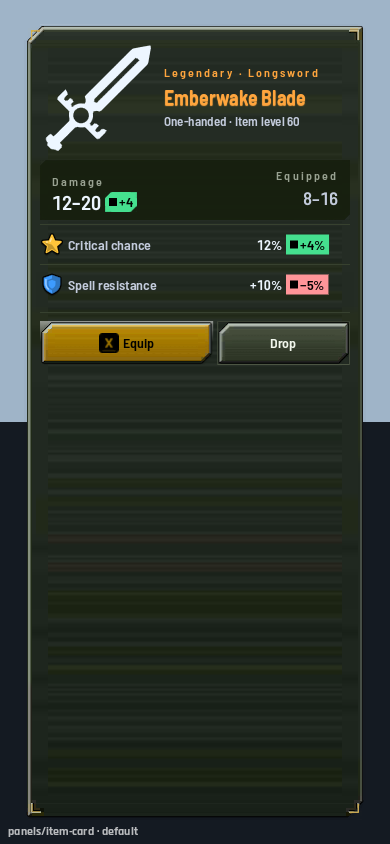 Legendary · Longsword
Emberwake Blade
One-handed · Item level 60
Damage
Equipped
12–20 +4
8–16
Critical chance 12% +4%
Spell resistance +10% −5%
X Equip
Drop
panels/item-card · default